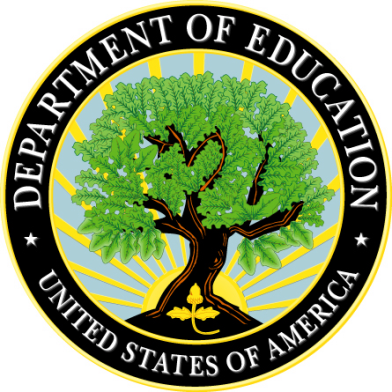 DEPARTMENT OF EDUCATION
UNITED STATES OF AMERICA